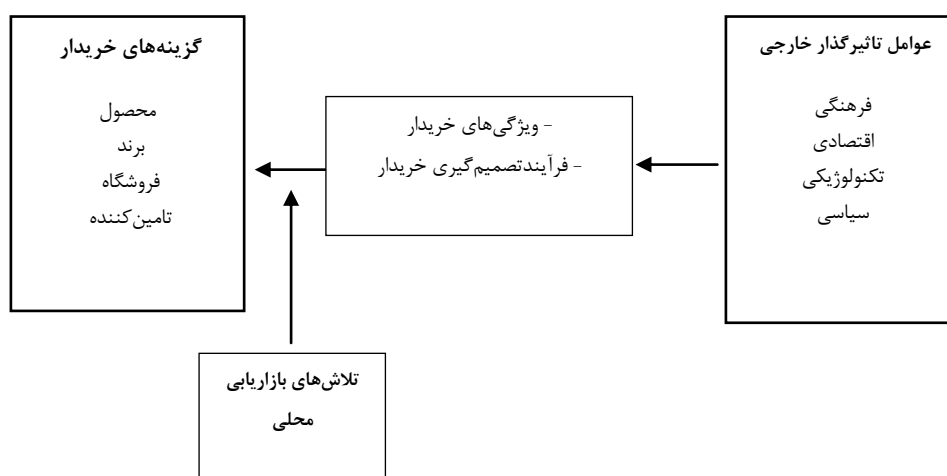 عوامل تاثیرگذار خارجی
فرهنگی
اقتصادی
تکنولوژیکی
سیاسی
- ویژگی‌های خریدار
- فرآیندتصمیم‌گیری خریدار
گزینه‌های خریدار
محصول
برند
فروشگاه
تامین‌کننده
تلاش‌های بازاریابی
محلی